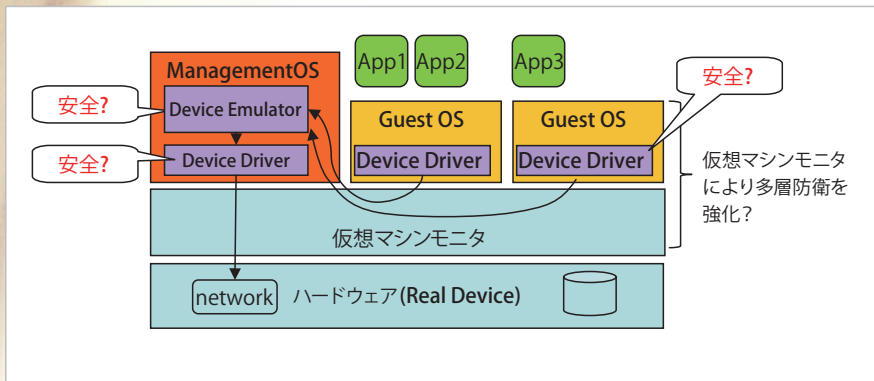 App1
App2
App3
ManagementOS
安全?
安全?
Device Emulator
Guest OS
Guest OS
安全?
Device Driver
Device Driver
Device Driver
仮想マシンモニタ
により多層防衛を
強化?
仮想マシンモニタ
network
ハードウェア(Real Device)